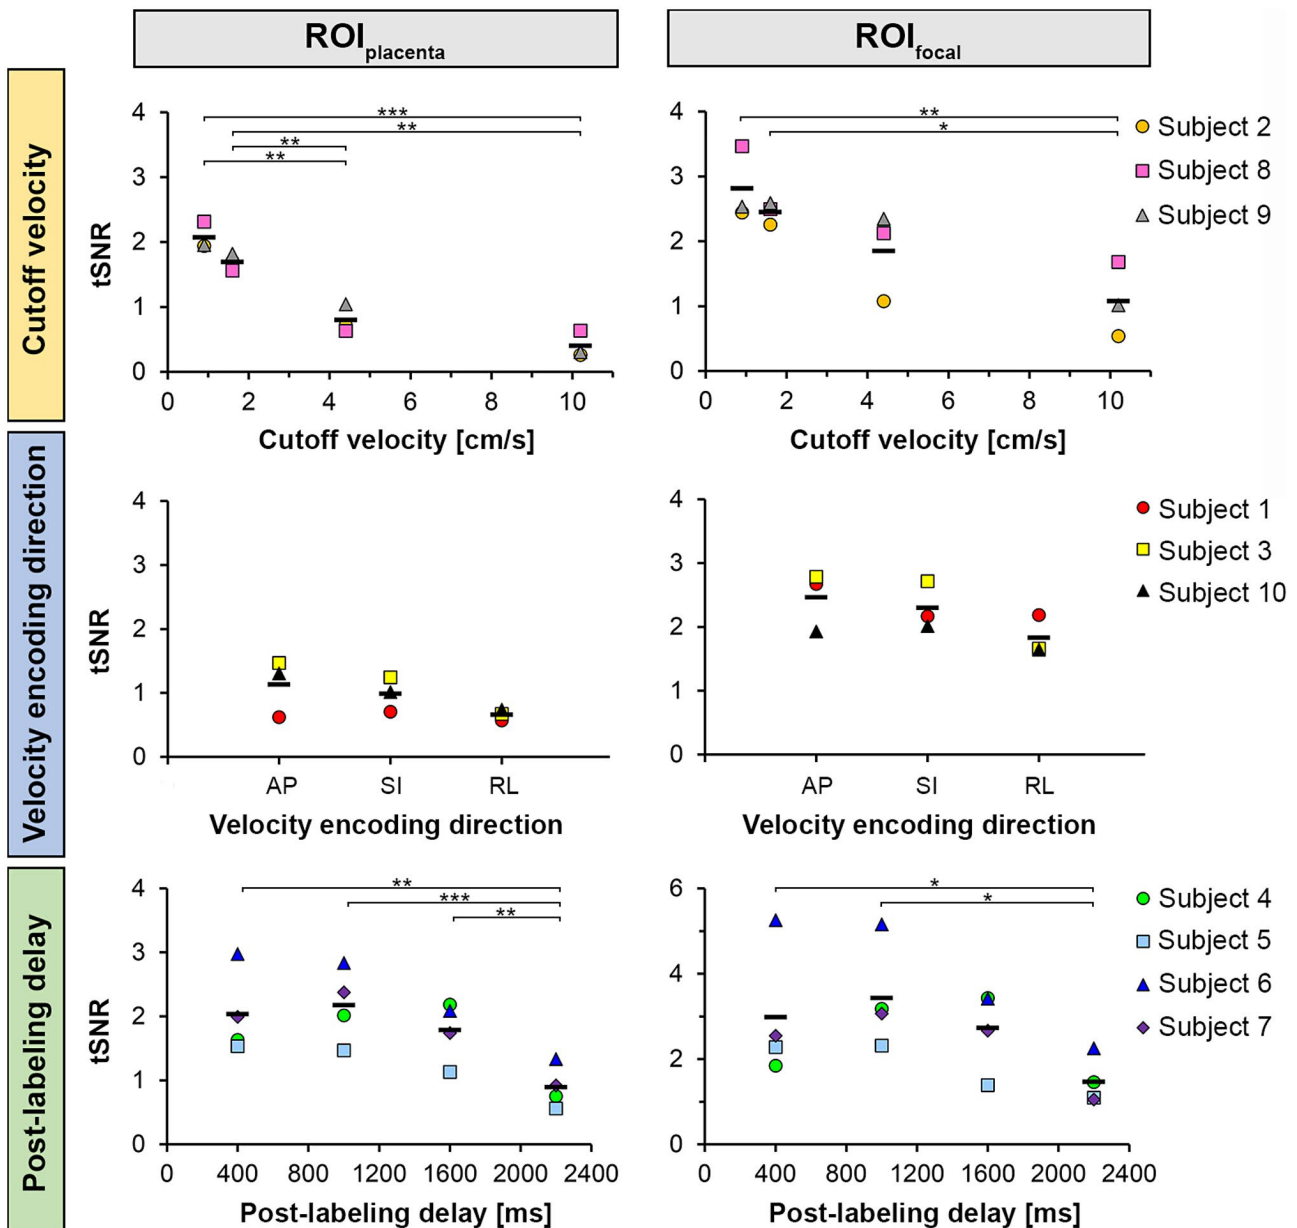 ROIplacenta
ROIfocal
Cutoff velocity
tSNR
4
3
2
1
0
***
**
**
**
0 2 4 6 8 10
Cutoff velocity [cm/s]
4
3
2
1
0
**
*
0 2 4 6 8 10
Cutoff velocity [cm/s]
Subject 2
Subject 8
Subject 9
Velocity encoding direction
tSNR
4
3
2
1
0
AP SI RL
Velocity encoding direction
4
3
2
1
0
AP SI RL
Velocity encoding direction
Subject 1
Subject 3
Subject 10
Post-labeling delay
tSNR
4
3
2
1
0
**
***
**
0 400 800 1200 1600 2000 2400
Post-labeling delay [ms]
6
4
2
0
*
*
0 400 800 1200 1600 2000 2400
Post-labeling delay [ms]
Subject 4
Subject 5
Subject 6
Subject 7